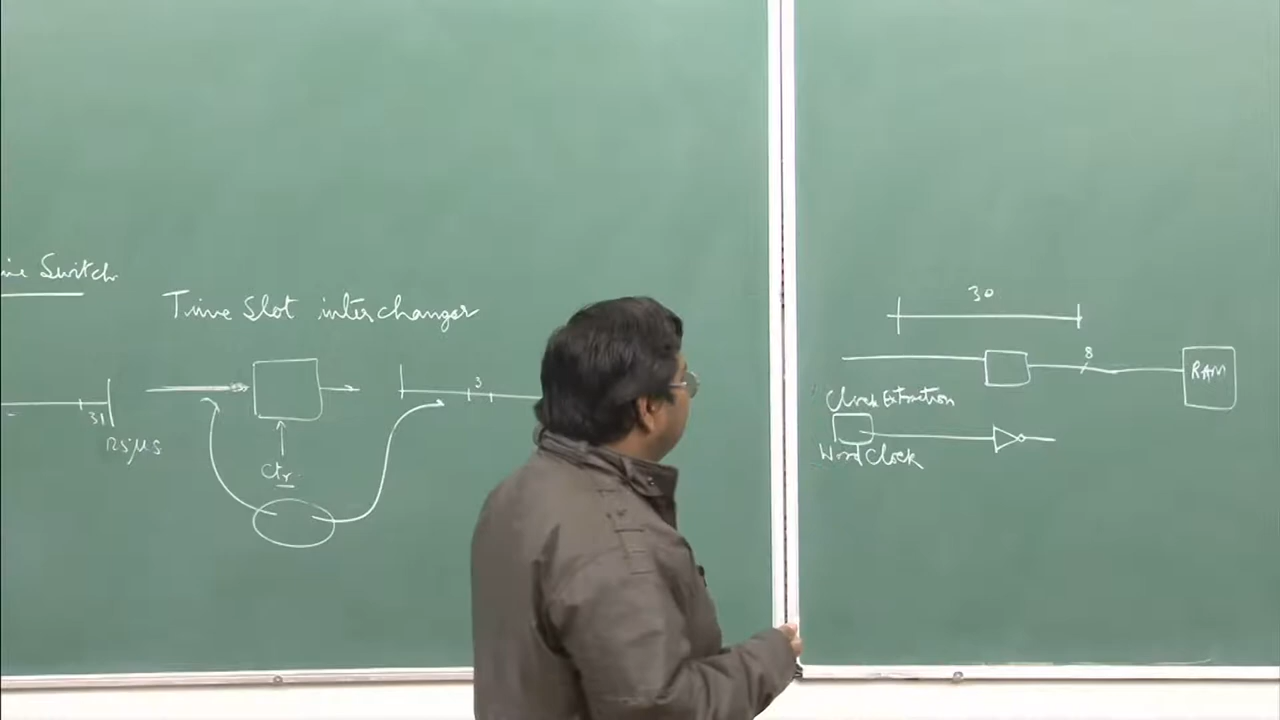 Switch
Time Slot interchanger
3
31
125μs
Ctr
30
8
RAM
Clock Extraction
Word Clock